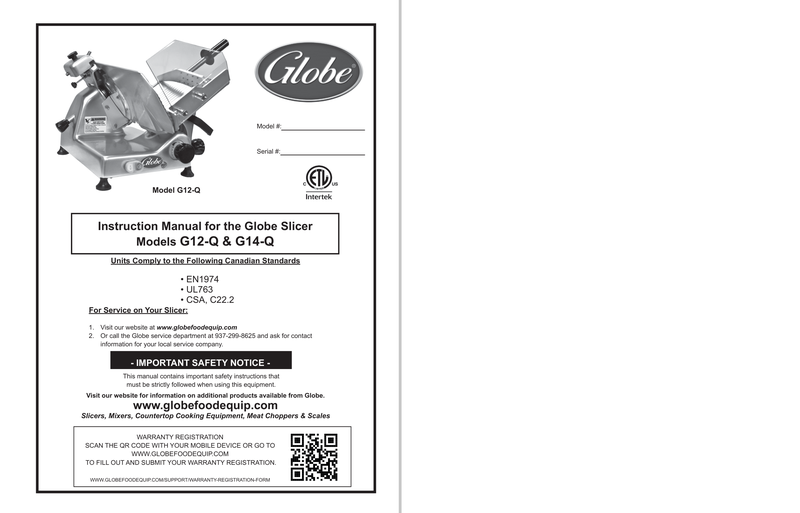 Globe
Globe
Model #:
Serial #:
C ETL US
Intertek
Model G12-Q
Instruction Manual for the Globe Slicer
Models G12-Q & G14-Q
Units Comply to the Following Canadian Standards
• EN1974
• UL763
• CSA, C22.2
For Service on Your Slicer:
1. Visit our website at www.globefoodequip.com
2. Or call the Globe service department at 937-299-8625 and ask for contact
information for your local service company.
- IMPORTANT SAFETY NOTICE -
This manual contains important safety instructions that
must be strictly followed when using this equipment.
Visit our website for information on additional products available from Globe.
www.globefoodequip.com
Slicers, Mixers, Countertop Cooking Equipment, Meat Choppers & Scales
WARRANTY REGISTRATION
SCAN THE QR CODE WITH YOUR MOBILE DEVICE OR GO TO
WWW.GLOBEFOODEQUIP.COM
TO FILL OUT AND SUBMIT YOUR WARRANTY REGISTRATION.
WWW.GLOBEFOODEQUIP.COM/SUPPORT/WARRANTY-REGISTRATION-FORM